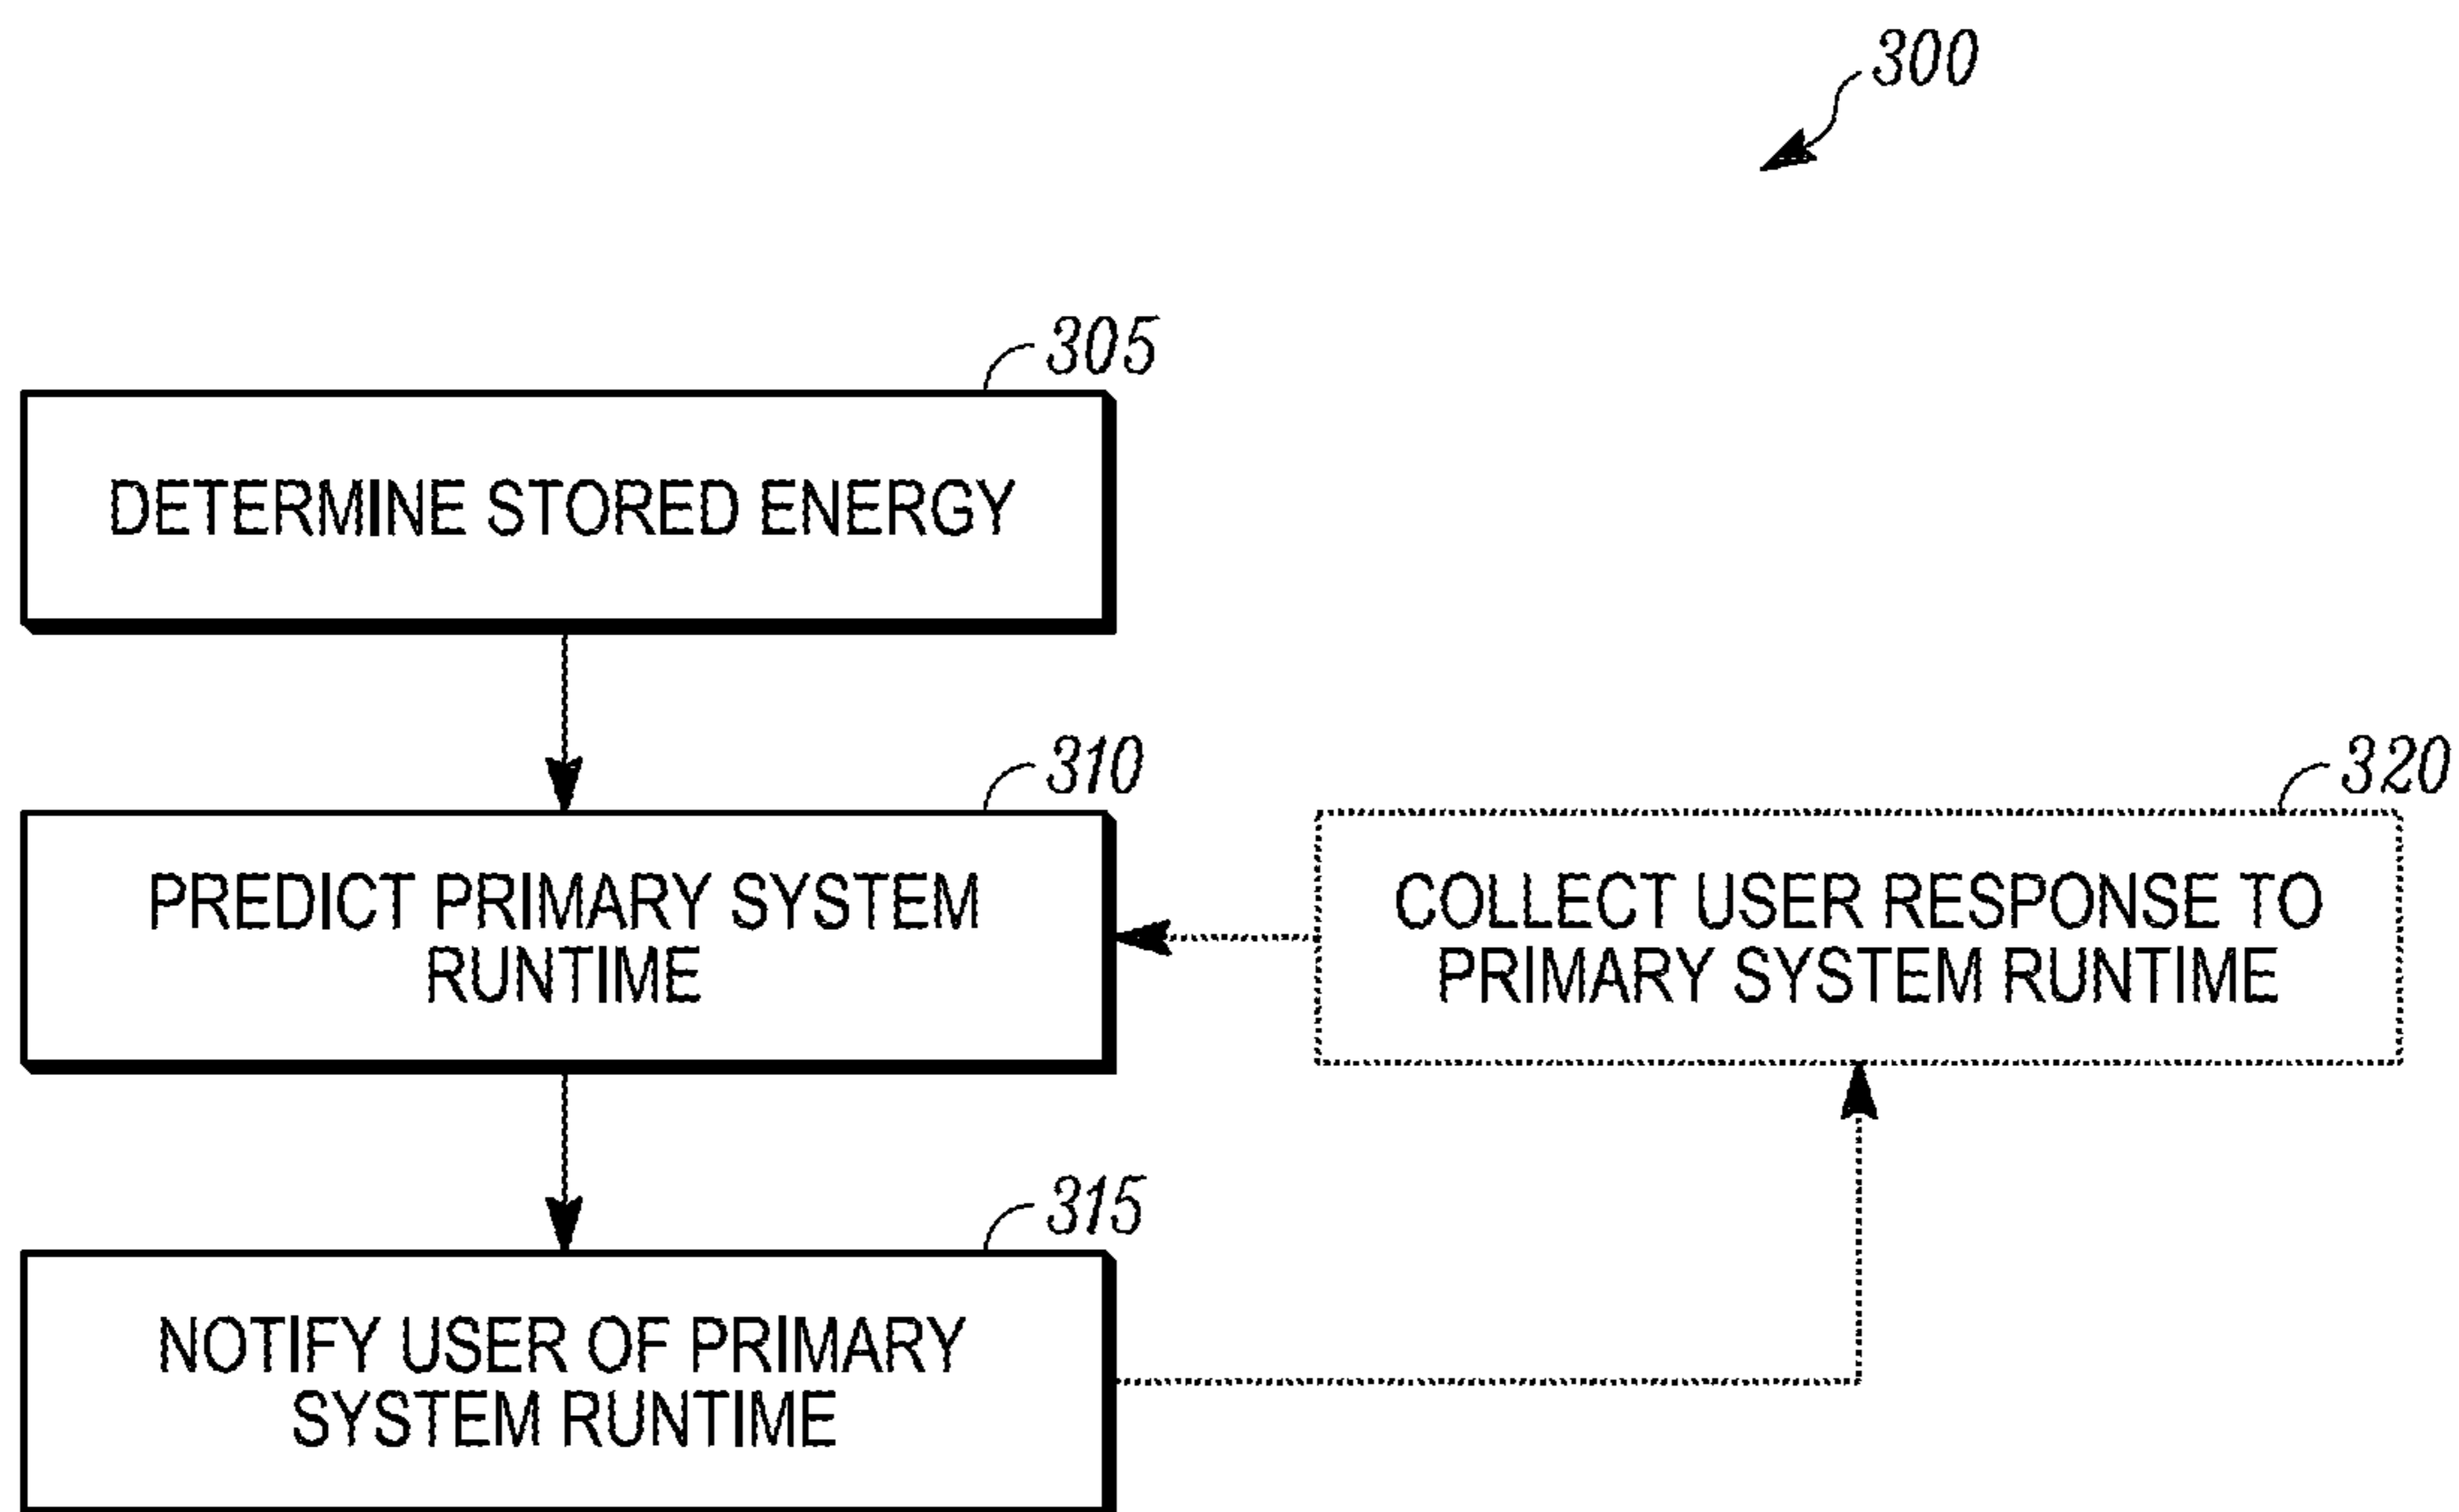 300
305
DETERMINE STORED ENERGY
310
PREDICT PRIMARY SYSTEM
RUNTIME
320
COLLECT USER RESPONSE TO
PRIMARY SYSTEM RUNTIME
315
NOTIFY USER OF PRIMARY
SYSTEM RUNTIME